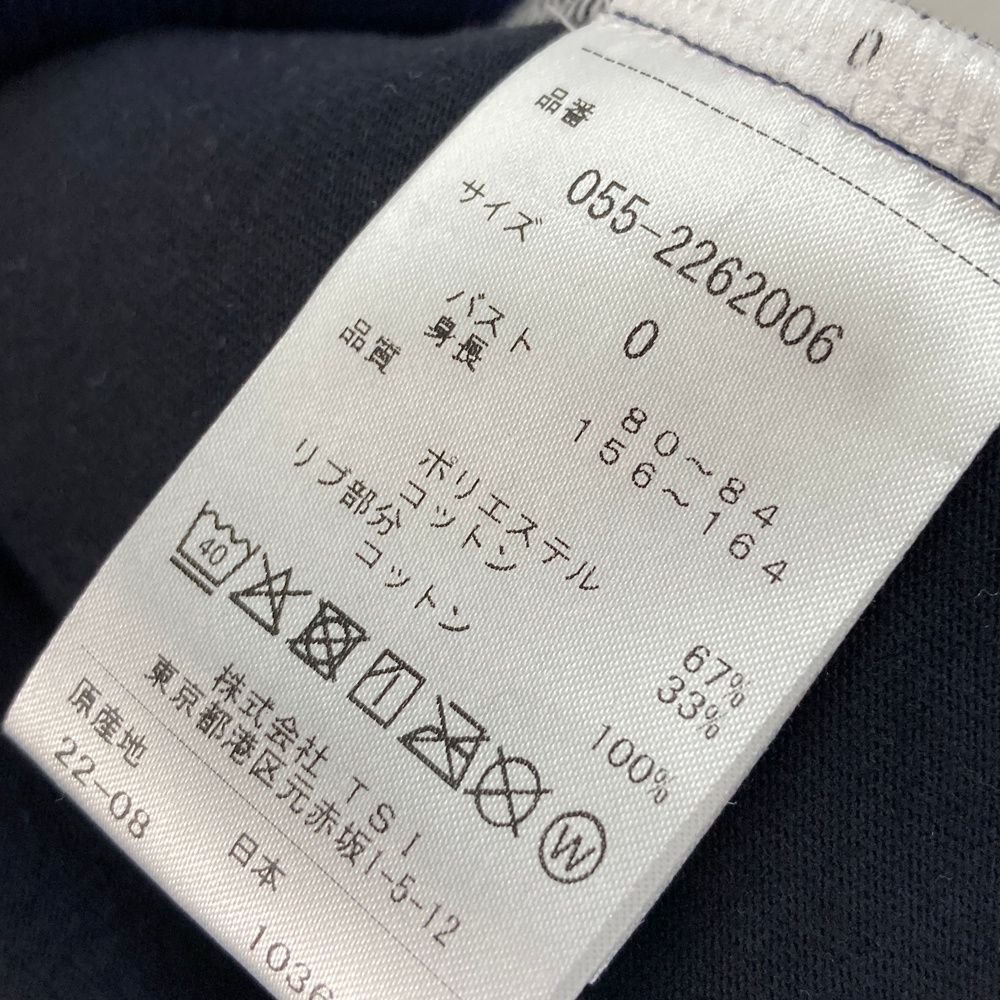 0
品番 055-2262006
サイズ 0
バスト 80~84
身長 156~164
品質 ポリエステル 67%
コットン 33%
リブ部分
コットン 100%
40
W
株式会社 TSI
東京都港区元赤坂1-5-12
原産地 日本
22-08